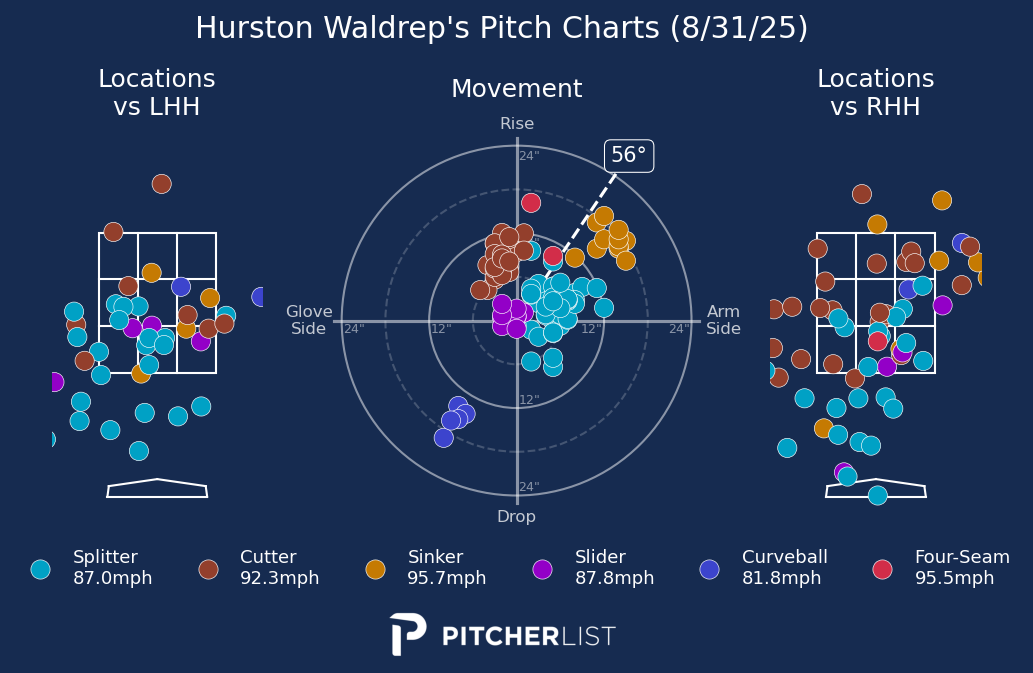 Hurston Waldrep's Pitch Charts (8/31/25)
Locations
vs LHH
Movement
Locations
vs RHH
Rise
24"
56°
Glove
Side
24"
12"
12"
24"
Arm
Side
12"
24"
Drop
Splitter
87.0mph
Cutter
92.3mph
Sinker
95.7mph
Slider
87.8mph
Curveball
81.8mph
Four-Seam
95.5mph
PITCHERLIST